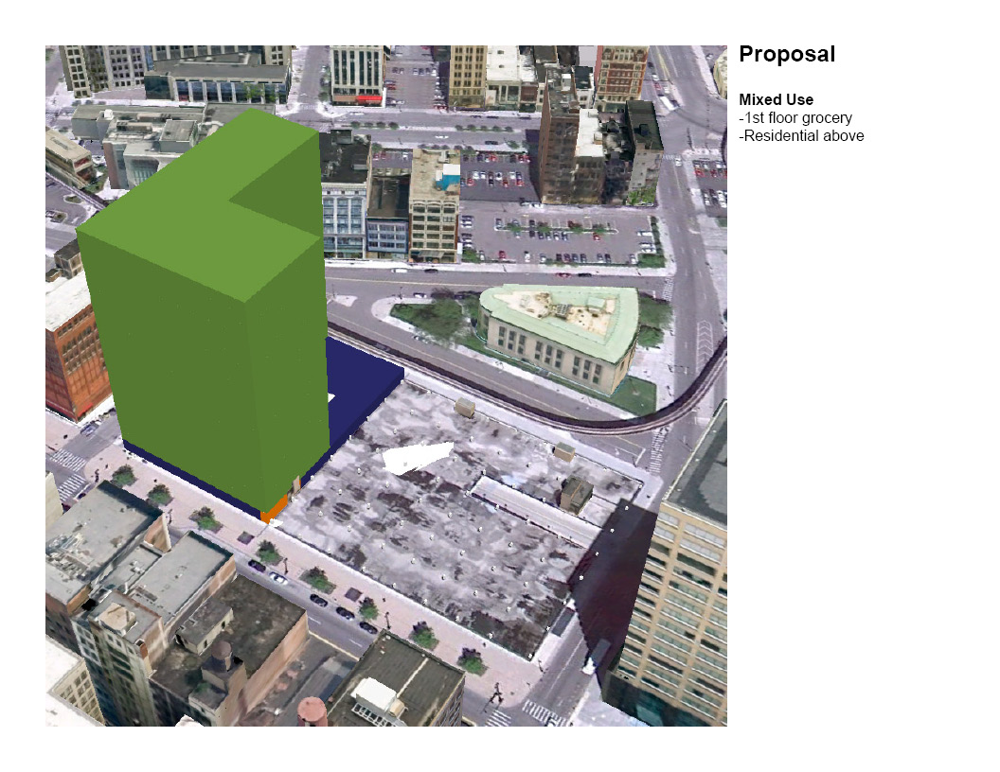 Proposal
Mixed Use
-1st floor grocery
-Residential above